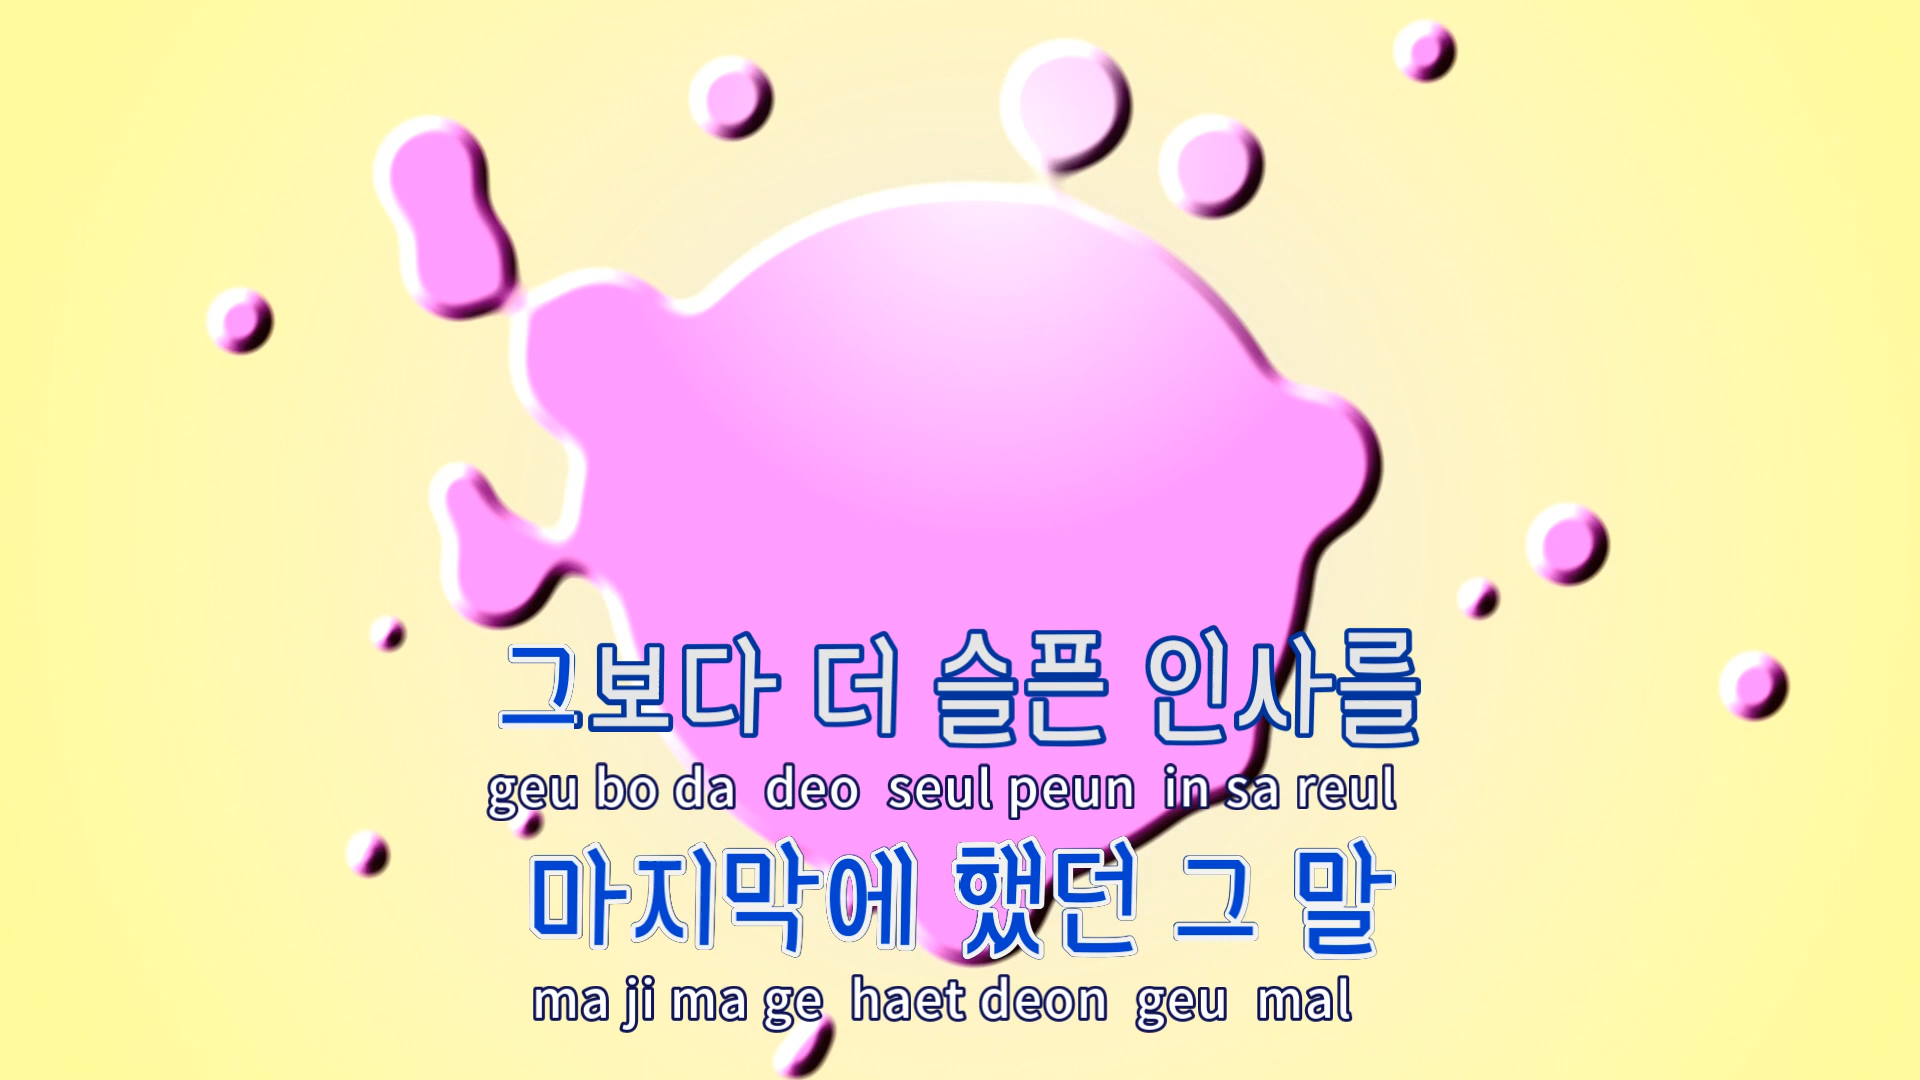 그보다 더 슬픈 인사를
geu bo da deo seul peun in sa reul
마지막에 했던 그 말
ma ji ma ge haet deon geu mal